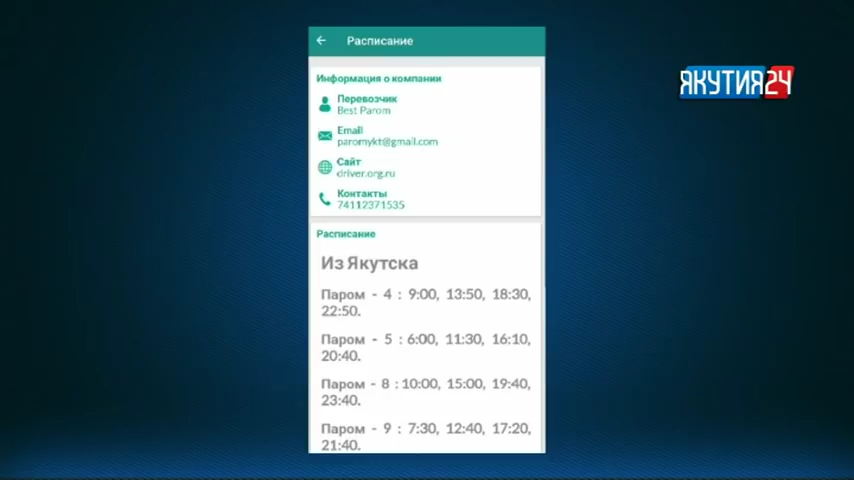 Расписание
ЯКУТИЯ24
Информация о компании
Перевозчик
Best Parom
Email
paromykt@gmail.com
Сайт
driver.org.ru
Контакты
74112371535
Расписание
Из Якутска
Паром - 4 : 9:00, 13:50, 18:30,
22:50.
Паром - 5 : 6:00, 11:30, 16:10,
20:40.
Паром - 8 : 10:00, 15:00, 19:40,
23:40.
Паром - 9 : 7:30, 12:40, 17:20,
21:40.